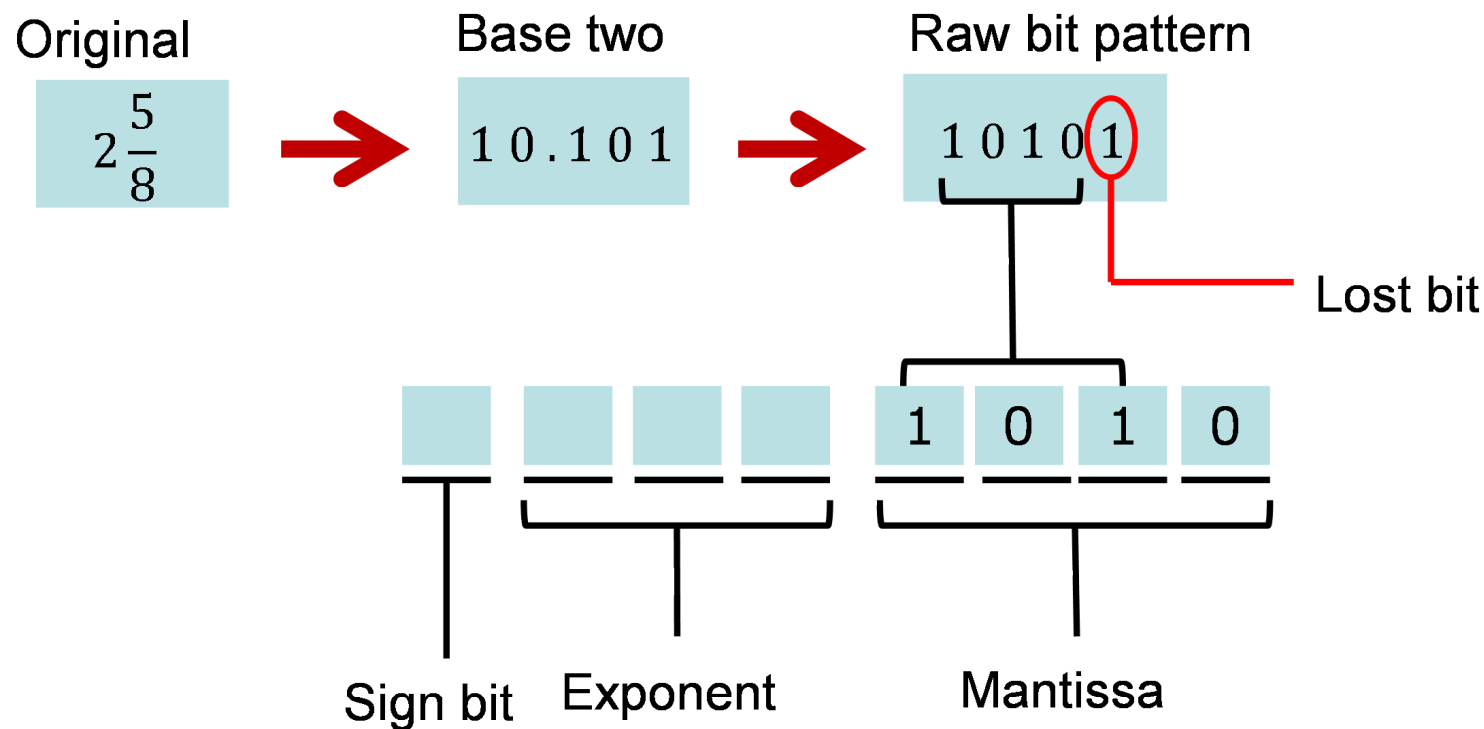 Original
Base two
Raw bit pattern
2 5/8
1 0 . 1 0 1
1 0 1 0 1
Lost bit
1 0 1 0
Sign bit
Exponent
Mantissa